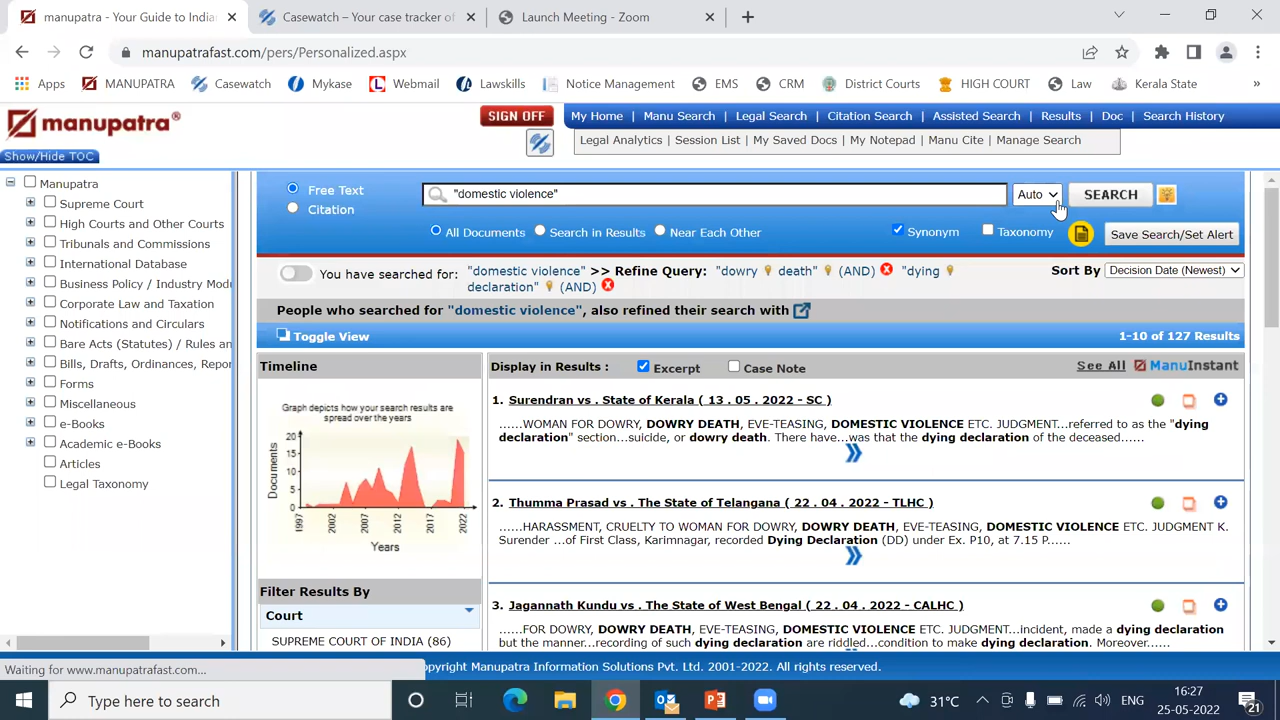 manupatra - Your Guide to India
Casewatch – Your case tracker of
Launch Meeting - Zoom
manupatrafast.com/pers/Personalized.aspx
Apps MANUPATRA Casewatch Mykase Webmail Lawskills Notice Management EMS CRM District Courts HIGH COURT Law Kerala State »
manupatra®
SIGN OFF
My Home | Manu Search | Legal Search | Citation Search | Assisted Search | Results | Doc | Search History
Legal Analytics | Session List | My Saved Docs | My Notepad | Manu Cite | Manage Search
Show/Hide TOC
Manupatra
Supreme Court
High Courts and Other Courts
Tribunals and Commissions
International Database
Business Policy / Industry Modu
Corporate Law and Taxation
Notifications and Circulars
Bare Acts (Statutes) / Rules an
Bills, Drafts, Ordinances, Repor
Forms
Miscellaneous
e-Books
Academic e-Books
Articles
Legal Taxonomy
Free Text
Citation
"domestic violence"
Auto
SEARCH
All Documents Search in Results Near Each Other
Synonym Taxonomy
Save Search/Set Alert
You have searched for: "domestic violence" >> Refine Query: "dowry death" (AND) "dying
declaration" (AND)
Sort By Decision Date (Newest)
People who searched for "domestic violence", also refined their search with
Toggle View
1-10 of 127 Results
Timeline
Graph depicts how your search results are
spread over the years
Documents
20
15
10
5
0
1997 2002 2007 2012 2017 2022
Years
Filter Results By
Court
SUPREME COURT OF INDIA (86)
Display in Results : Excerpt Case Note
See All ManuInstant
1. Surendran vs . State of Kerala ( 13 . 05 . 2022 - SC )
......WOMAN FOR DOWRY, DOWRY DEATH, EVE-TEASING, DOMESTIC VIOLENCE ETC. JUDGMENT...referred to as the "dying
declaration" section...suicide, or dowry death. There have...was that the dying declaration of the deceased......
2. Thumma Prasad vs . The State of Telangana ( 22 . 04 . 2022 - TLHC )
......HARASSMENT, CRUELTY TO WOMAN FOR DOWRY, DOWRY DEATH, EVE-TEASING, DOMESTIC VIOLENCE ETC. JUDGMENT K.
Surender ...of First Class, Karimnagar, recorded Dying Declaration (DD) under Ex. P10, at 7.15 P......
3. Jagannath Kundu vs . The State of West Bengal ( 22 . 04 . 2022 - CALHC )
......FOR DOWRY, DOWRY DEATH, EVE-TEASING, DOMESTIC VIOLENCE ETC. JUDGMENT...incident, made a dying declaration
but the manner...recording of such dying declaration are riddled...condition to make dying declaration. Moreover......
Waiting for www.manupatrafast.com...
opyright Manupatra Information Solutions Pvt. Ltd. 2001-2022. All rights reserved.
Type here to search
31°C
ENG
16:27
25-05-2022
21